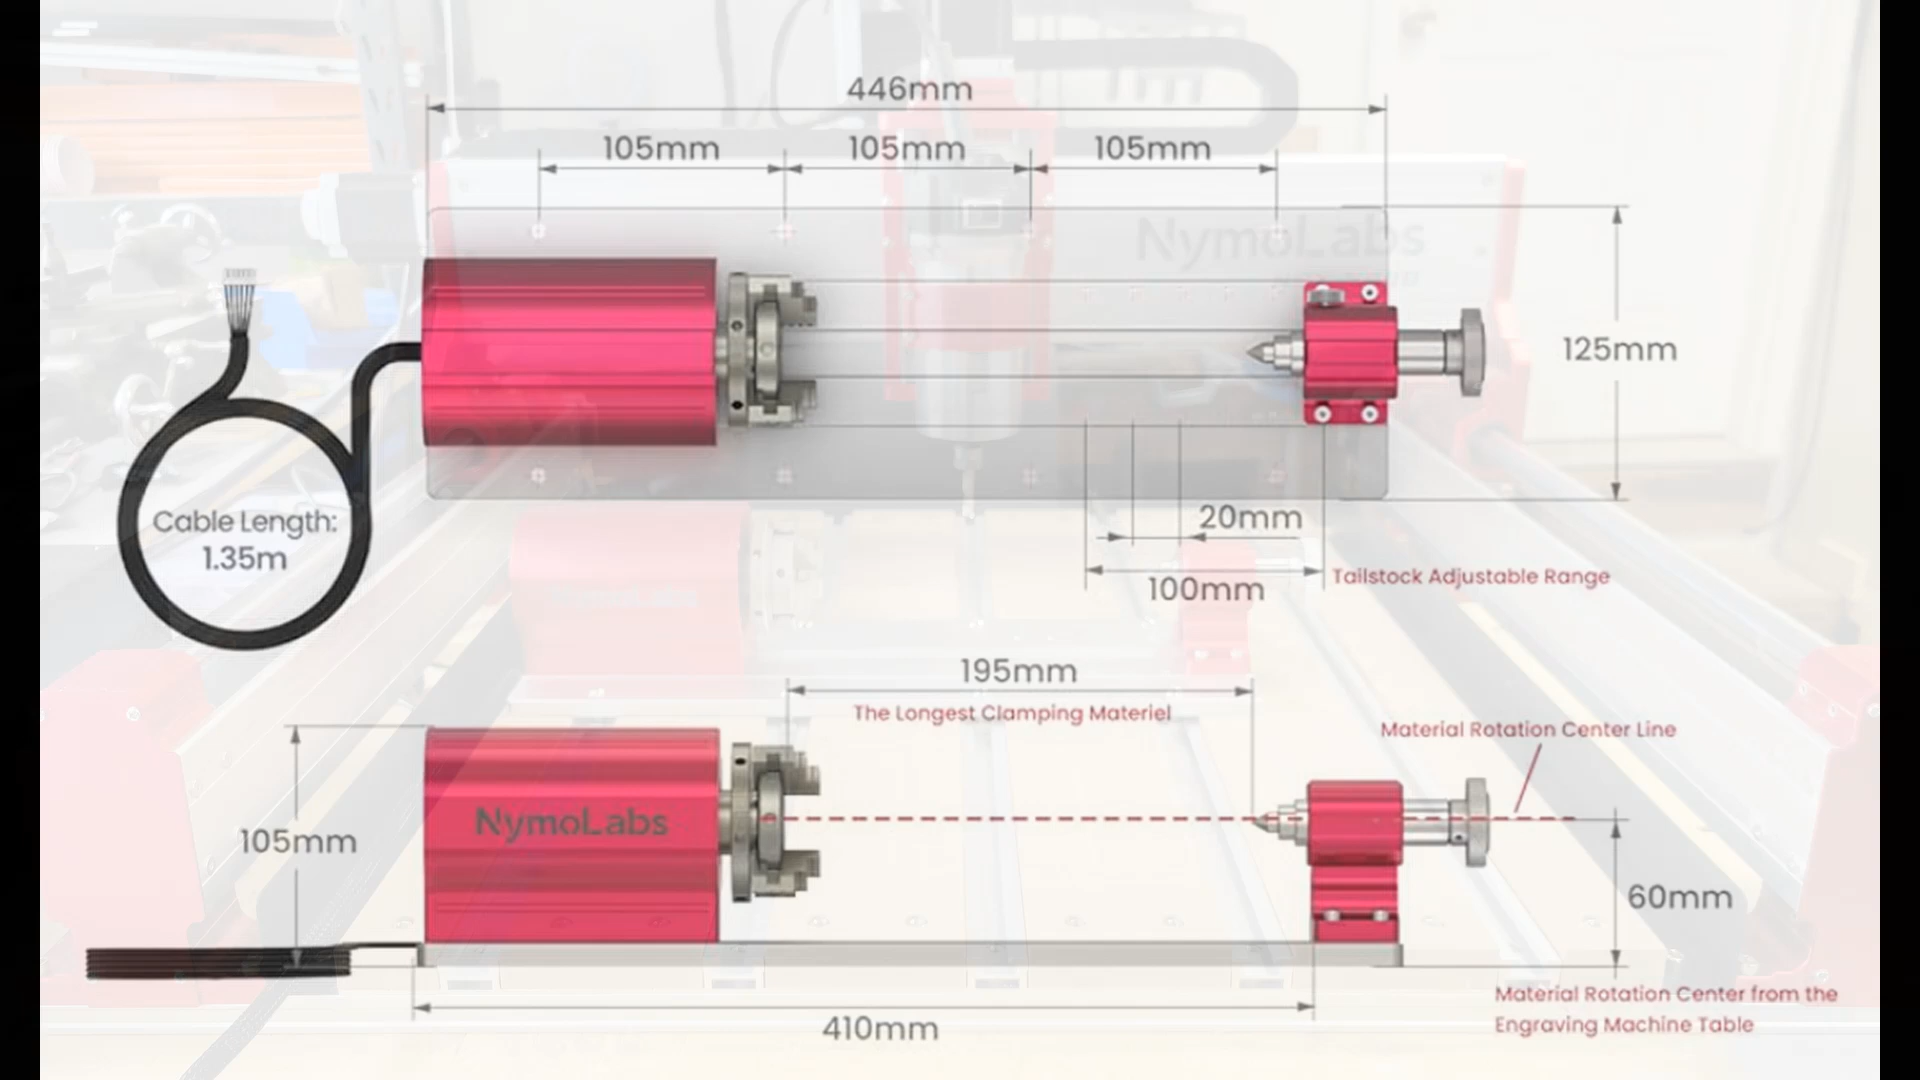 446mm
105mm
105mm
105mm
NymoLabs
125mm
Cable Length:
1.35m
20mm
100mm
Tailstock Adjustable Range
195mm
The Longest Clamping Materiel
Material Rotation Center Line
NymoLabs
105mm
60mm
410mm
Material Rotation Center from the
Engraving Machine Table